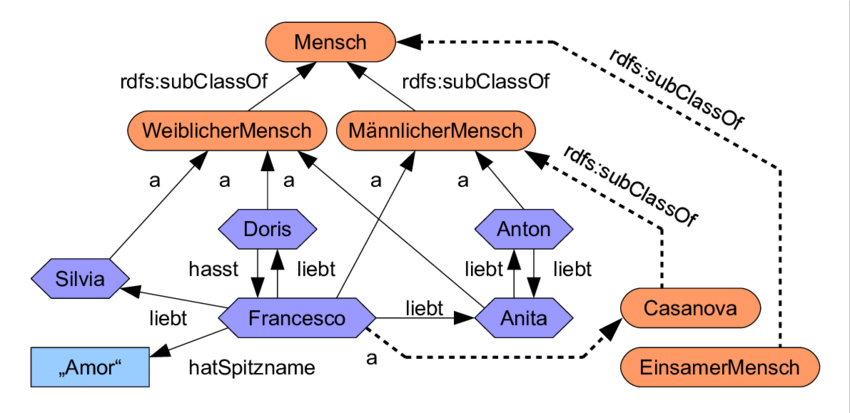 Mensch
rdfs:subClassOf
rdfs:subClassOf
rdfs:subClassOf
WeiblicherMensch
MännlicherMensch
rdfs:subClassOf
a
a
a
a
a
Doris
Anton
hasst
liebt
liebt
liebt
Silvia
liebt
Francesco
liebt
Anita
Casanova
„Amor“
hatSpitzname
a
EinsamerMensch